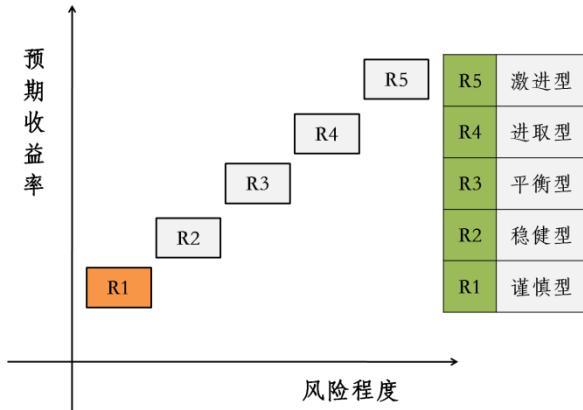 预期收益率
R5
R4
R3
R2
R1
风险程度
R5 激进型
R4 进取型
R3 平衡型
R2 稳健型
R1 谨慎型